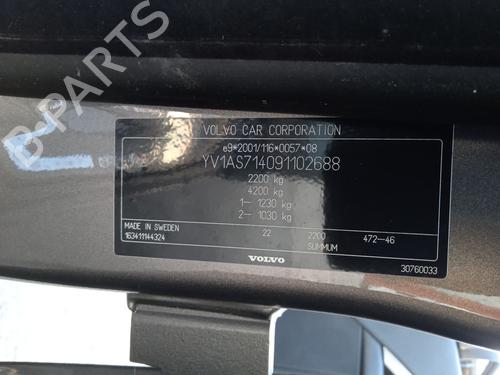 B-PARTS
VOLVO CAR CORPORATION
e9*2001/116*0057*08
YV1AS714091102688
2200 kg
4200 kg
1– 1230 kg
2– 1030 kg
MADE IN SWEDEN 22 2200 472–46
163411144324 SUMMUM
VOLVO 30760033